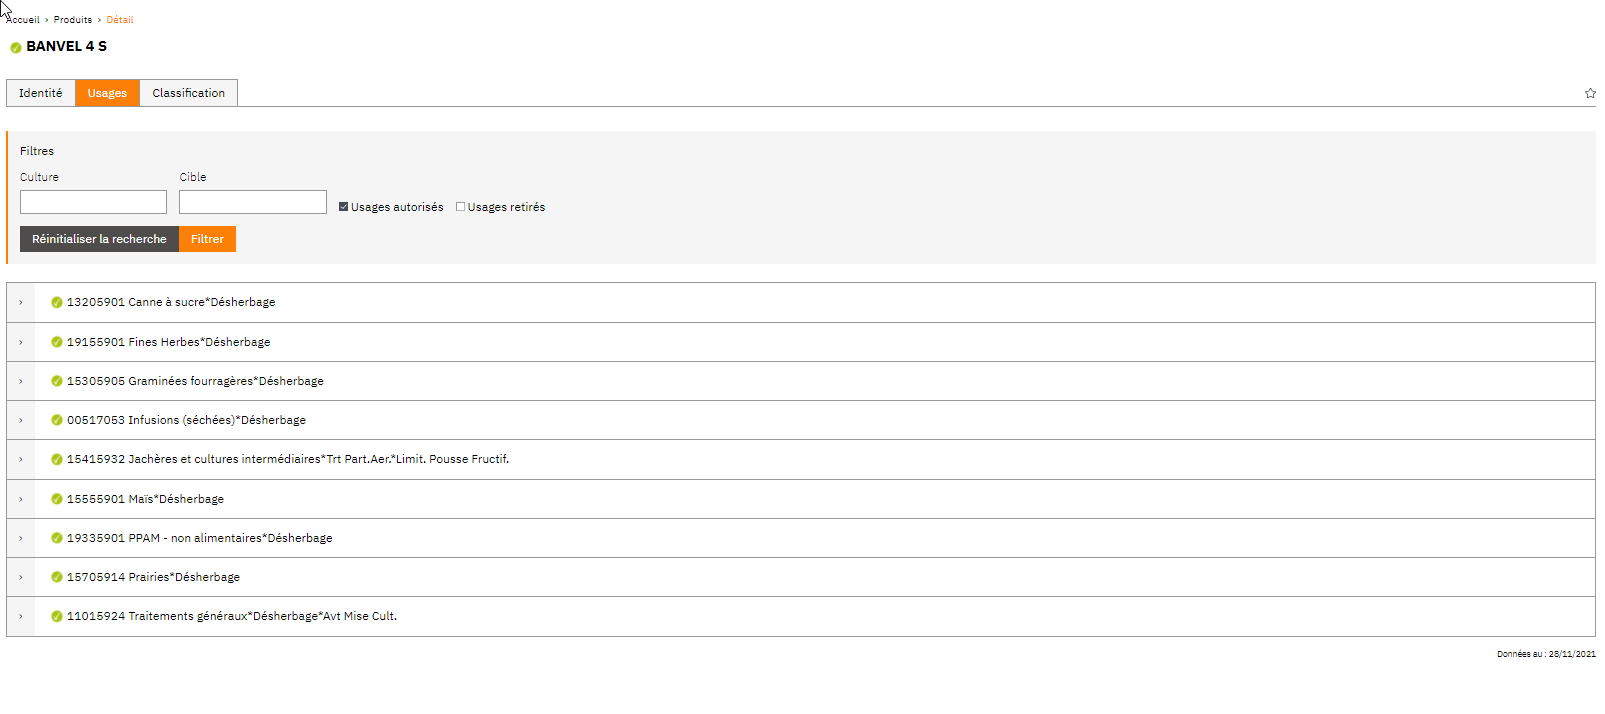 Accueil › Produits › Détail
BANVEL 4 S
Identité Usages Classification
Filtres
Culture Cible
Usages autorisés Usages retirés
Réinitialiser la recherche Filtrer
› 13205901 Canne à sucre*Désherbage
› 19155901 Fines Herbes*Désherbage
› 15305905 Graminées fourragères*Désherbage
› 00517053 Infusions (séchées)*Désherbage
› 15415932 Jachères et cultures intermédiaires*Trt Part.Aer.*Limit. Pousse Fructif.
› 15555901 Maïs*Désherbage
› 19335901 PPAM - non alimentaires*Désherbage
› 15705914 Prairies*Désherbage
› 11015924 Traitements généraux*Désherbage*Avt Mise Cult.
Données au : 28/11/2021